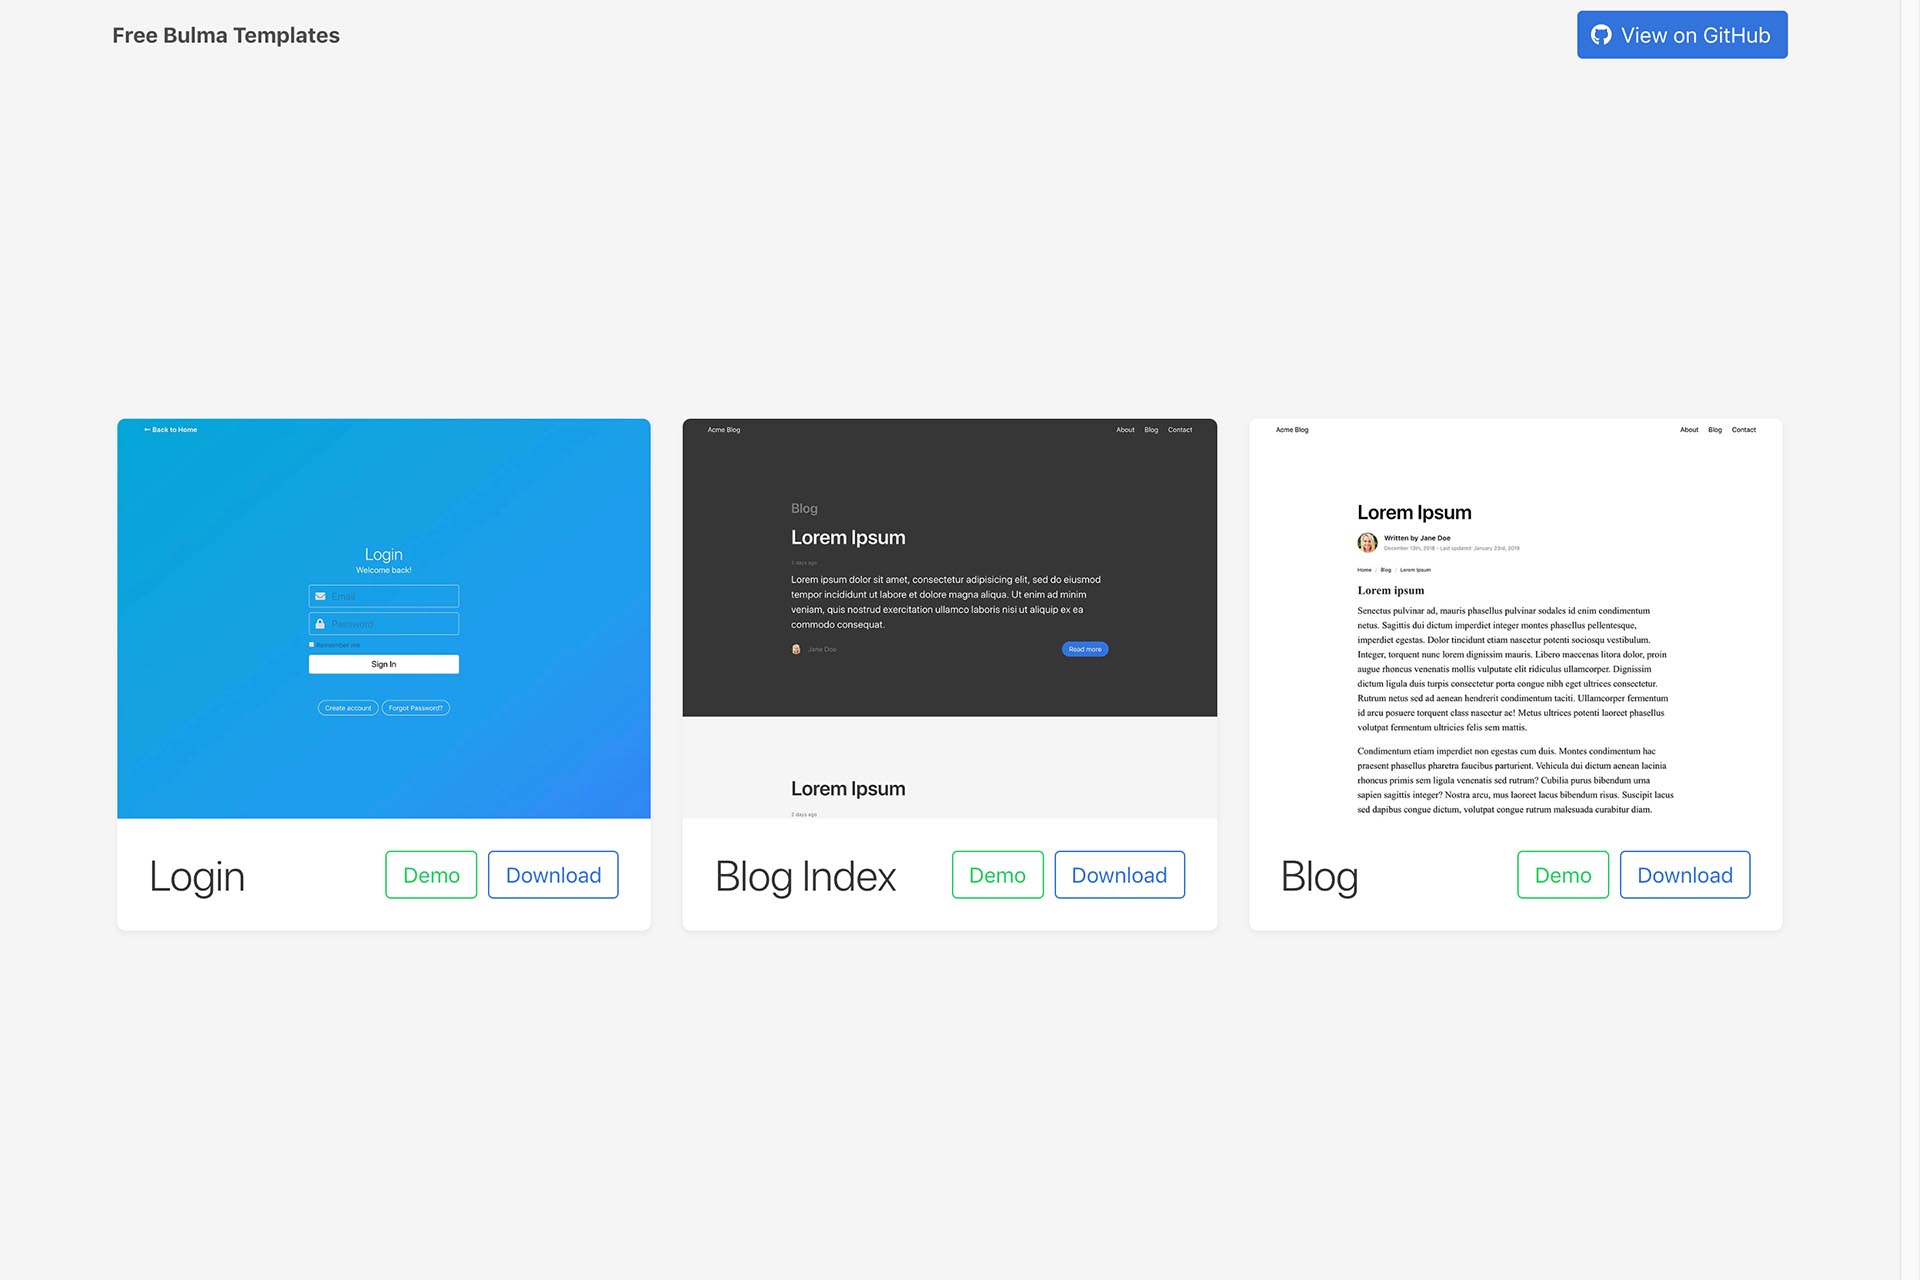 Free Bulma Templates
View on GitHub
← Back to Home
Login
Welcome back!
Email
Password
Remember me
Sign In
Create account
Forgot Password?
Login
Demo
Download
Acme Blog
About
Blog
Contact
Blog
Lorem Ipsum
5 days ago
Lorem ipsum dolor sit amet, consectetur adipisicing elit, sed do eiusmod
tempor incididunt ut labore et dolore magna aliqua. Ut enim ad minim
veniam, quis nostrud exercitation ullamco laboris nisi ut aliquip ex ea
commodo consequat.
Jane Doe
Read more
Lorem Ipsum
2 days ago
Blog Index
Demo
Download
Acme Blog
About
Blog
Contact
Lorem Ipsum
Written by Jane Doe
December 13th, 2018 - Last updated: January 23rd, 2019
Home / Blog / Lorem Ipsum
Lorem ipsum
Senectus pulvinar ad, mauris phasellus pulvinar sodales id enim condimentum
netus. Sagittis dui dictum imperdiet integer montes phasellus pellentesque,
imperdiet egestas. Dolor tincidunt etiam nascetur potenti sociosqu vestibulum.
Integer, torquent nunc lorem dignissim mauris. Libero maecenas litora dolor, proin
augue rhoncus venenatis mollis vulputate elit ridiculus ullamcorper. Dignissim
dictum ligula duis turpis consectetur porta congue nibh eget ultrices consectetur.
Rutrum netus sed ad aenean hendrerit condimentum taciti. Ullamcorper fermentum
id arcu posuere torquent class nascetur ac! Metus ultrices potenti laoreet phasellus
volutpat fermentum ultricies felis sem mattis.
Condimentum etiam imperdiet non egestas cum duis. Montes condimentum hac
praesent phasellus pharetra faucibus parturient. Vehicula dui dictum aenean lacinia
rhoncus primis sem ligula venenatis sed rutrum? Cubilia purus bibendum urna
sapien sagittis integer? Nostra arcu, mus laoreet lacus bibendum risus. Suscipit lacus
sed dapibus congue dictum, volutpat congue rutrum malesuada curabitur diam.
Blog
Demo
Download